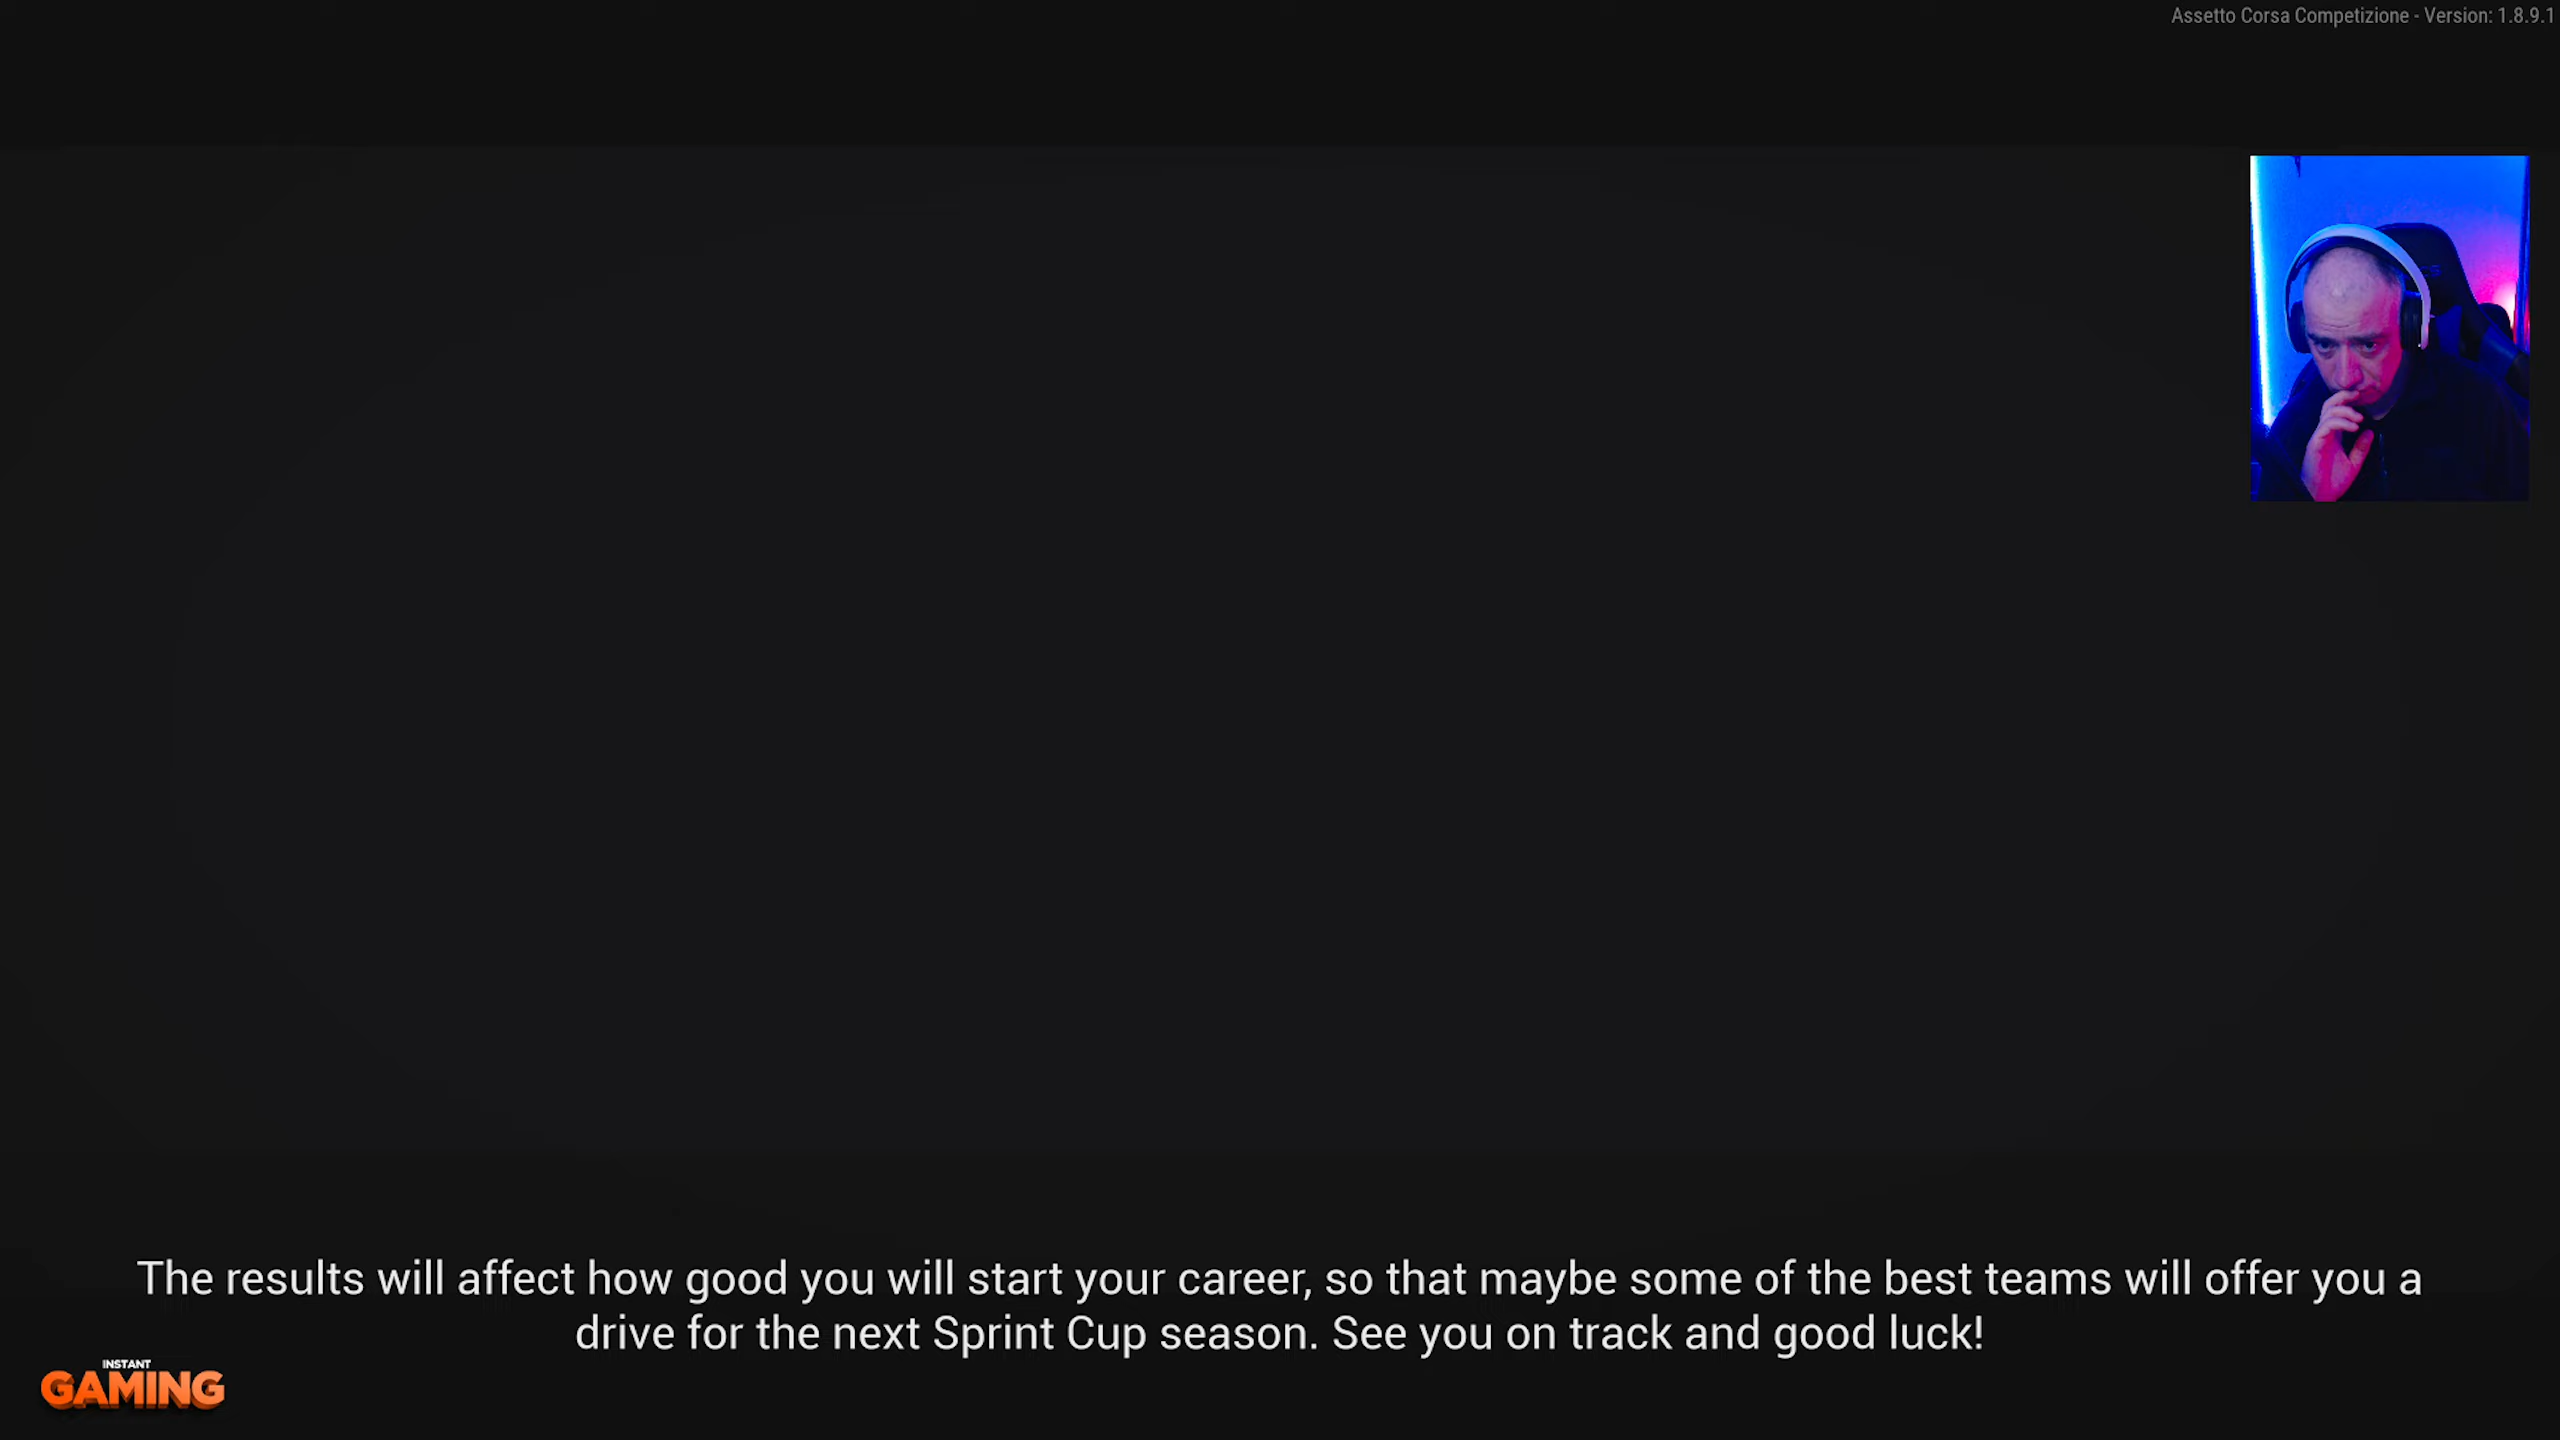 Assetto Corsa Competizione - Version: 1.8.9.1
The results will affect how good you will start your career, so that maybe some of the best teams will offer you a
drive for the next Sprint Cup season. See you on track and good luck!
INSTANT
GAMING